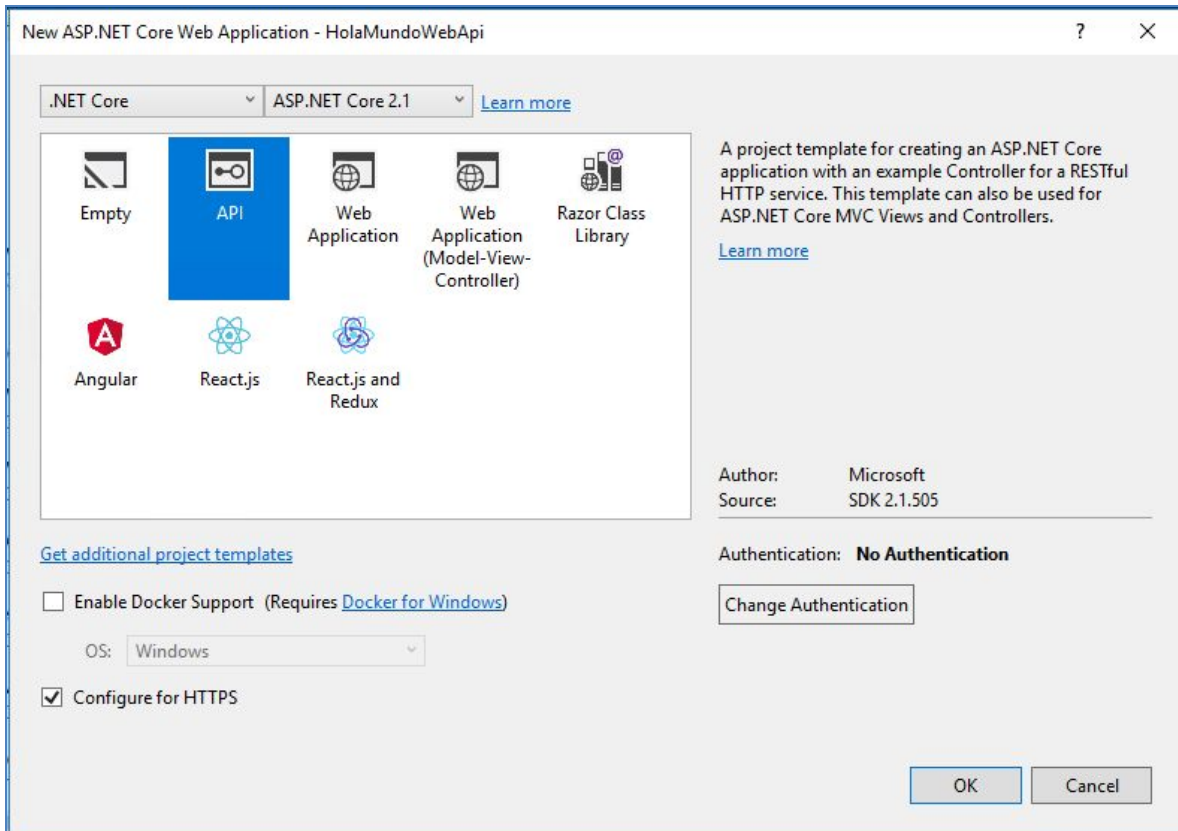 New ASP.NET Core Web Application - HolaMundoWebApi
?
.NET Core
ASP.NET Core 2.1
Learn more
Empty
API
Web
Application
Web
Application
(Model-View-
Controller)
Razor Class
Library
Angular
React.js
React.js and
Redux
A project template for creating an ASP.NET Core
application with an example Controller for a RESTful
HTTP service. This template can also be used for
ASP.NET Core MVC Views and Controllers.
Learn more
Author: Microsoft
Source: SDK 2.1.505
Get additional project templates
Authentication: No Authentication
Enable Docker Support (Requires Docker for Windows)
Change Authentication
OS: Windows
Configure for HTTPS
OK
Cancel